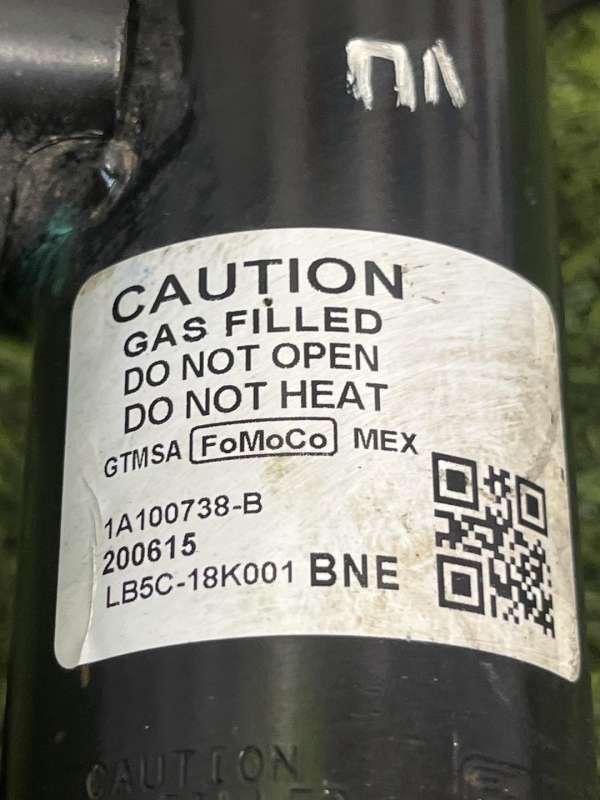 CAUTION
GAS FILLED
DO NOT OPEN
DO NOT HEAT
GTMSA FoMoCo MEX
1A100738-B
200615
LB5C-18K001 BNE
CAUTION